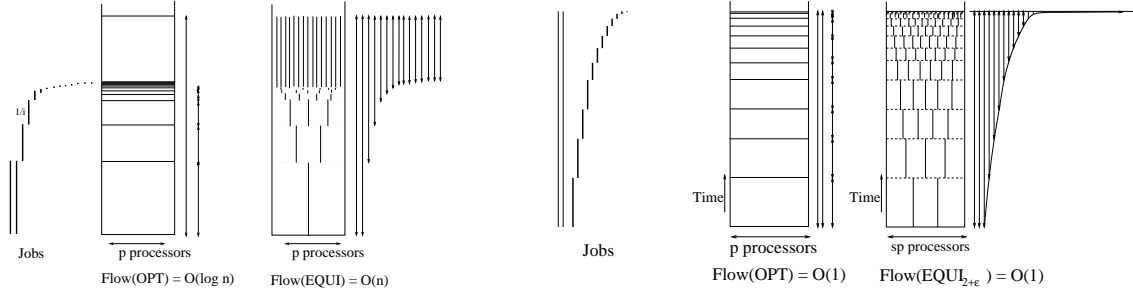 1/i
Time
Time
Jobs
p processors
p processors
Jobs
p processors
sp processors
Flow(OPT) = O(log n)
Flow(EQUI) = O(n)
Flow(OPT) = O(1)
Flow(EQUI2+ε) = O(1)